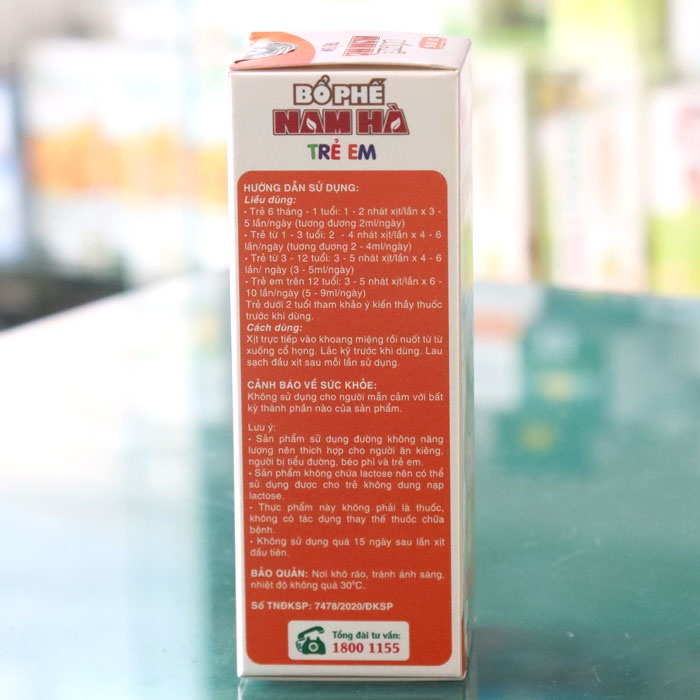 BỔ PHẾ
NAM HÀ
TRẺ EM
HƯỚNG DẪN SỬ DỤNG:
Liều dùng:
- Trẻ 6 tháng - 1 tuổi: 1 - 2 nhát xịt/lần x 3 -
5 lần/ngày (tương đương 2ml/ngày)
- Trẻ từ 1 - 3 tuổi: 2 - 4 nhát xịt/lần x 4 - 6
lần/ngày (tương đương 2 - 4ml/ngày)
- Trẻ từ 3 - 12 tuổi: 3 - 5 nhát xịt/lần x 4 - 6
lần/ ngày (3 - 5ml/ngày)
- Trẻ em trên 12 tuổi: 3 - 5 nhát xịt/lần x 6 -
10 lần/ngày (5 - 9ml/ngày)
Trẻ dưới 2 tuổi tham khảo ý kiến thầy thuốc
trước khi dùng.
Cách dùng:
Xịt trực tiếp vào khoang miệng rồi nuốt từ từ
xuống cổ họng. Lắc kỹ trước khi dùng. Lau
sạch đầu xịt sau mỗi lần sử dụng.
CẢNH BÁO VỀ SỨC KHỎE:
Không sử dụng cho người mẫn cảm với bất
kỳ thành phần nào của sản phẩm.
Lưu ý:
- Sản phẩm sử dụng đường không năng
lượng nên thích hợp cho người ăn kiêng,
người bị tiểu đường, béo phì và trẻ em.
- Sản phẩm không chứa lactose nên có thể
sử dụng được cho trẻ không dung nạp
lactose.
- Thực phẩm này không phải là thuốc,
không có tác dụng thay thế thuốc chữa
bệnh.
- Không sử dụng quá 15 ngày sau lần xịt
đầu tiên.
BẢO QUẢN: Nơi khô ráo, tránh ánh sáng,
nhiệt độ không quá 30°C.
Số TNĐKSP: 7478/2020/ĐKSP
Tổng đài tư vấn:
1800 1155